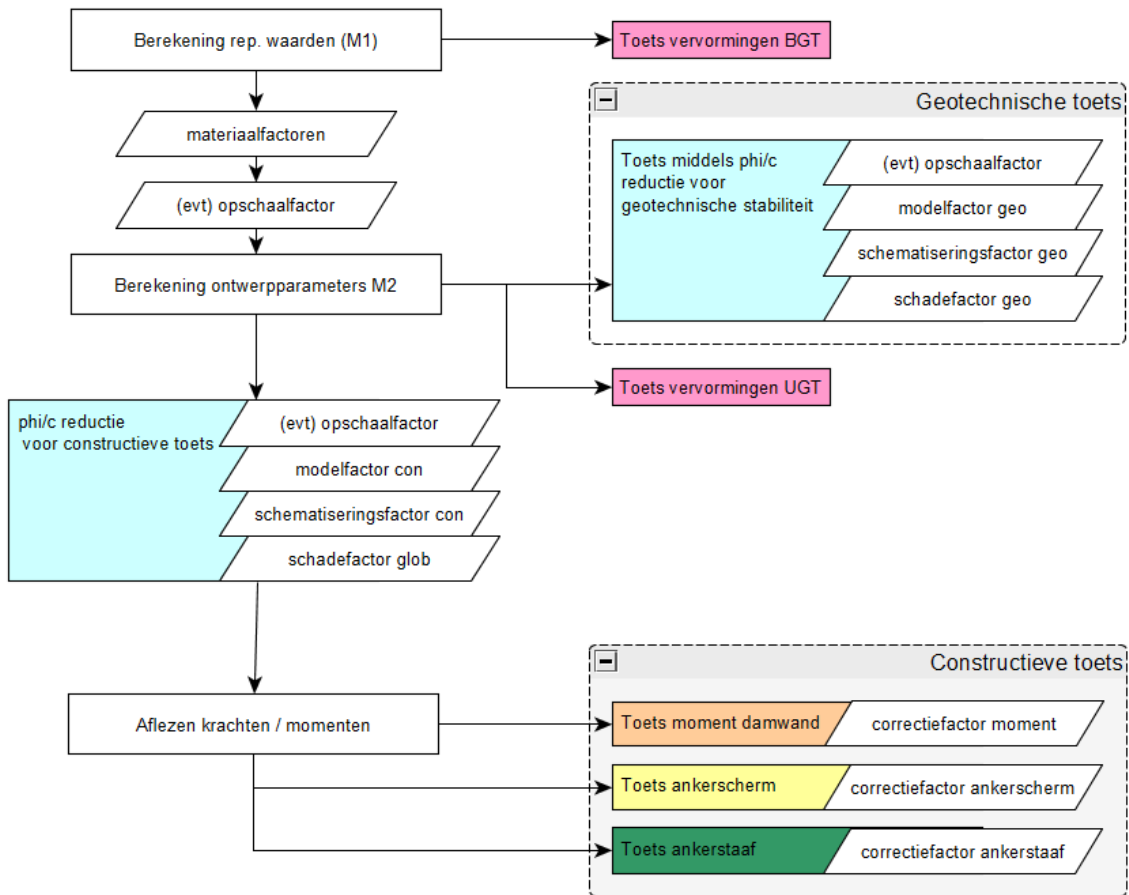 Berekening rep. waarden (M1)
Toets vervormingen BGT
materiaalfactoren
(evt) opschaalfactor
Berekening ontwerpparameters M2
Geotechnische toets
Toets middels phi/c
reductie voor
geotechnische stabiliteit
(evt) opschaalfactor
modelfactor geo
schematiseringsfactor geo
schadefactor geo
Toets vervormingen UGT
phi/c reductie
voor constructieve toets
(evt) opschaalfactor
modelfactor con
schematiseringsfactor con
schadefactor glob
Aflezen krachten / momenten
Constructieve toets
Toets moment damwand
correctiefactor moment
Toets ankerscherm
correctiefactor ankerscherm
Toets ankerstaaf
correctiefactor ankerstaaf